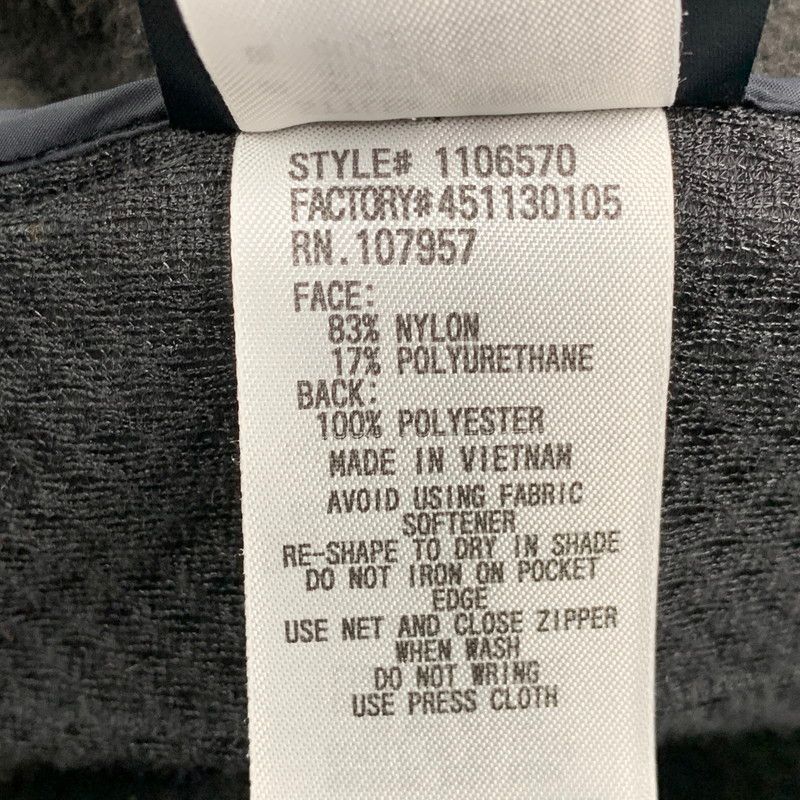 STYLE# 1106570
FACTORY#451130105
RN.107957
FACE:
83% NYLON
17% POLYURETHANE
BACK:
100% POLYESTER
MADE IN VIETNAM
AVOID USING FABRIC
SOFTENER
RE-SHAPE TO DRY IN SHADE
DO NOT IRON ON POCKET
EDGE
USE NET AND CLOSE ZIPPER
WHEN WASH
DO NOT WRING
USE PRESS CLOTH